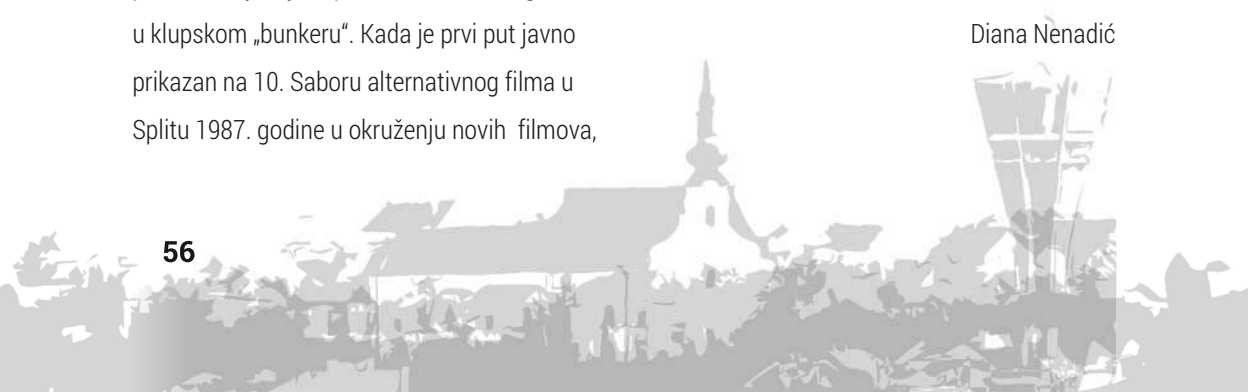 u klupskom „bunkeru“. Kada je prvi put javno
prikazan na 10. Saboru alternativnog filma u
Splitu 1987. godine u okruženju novih  filmova,
Diana Nenadić
56